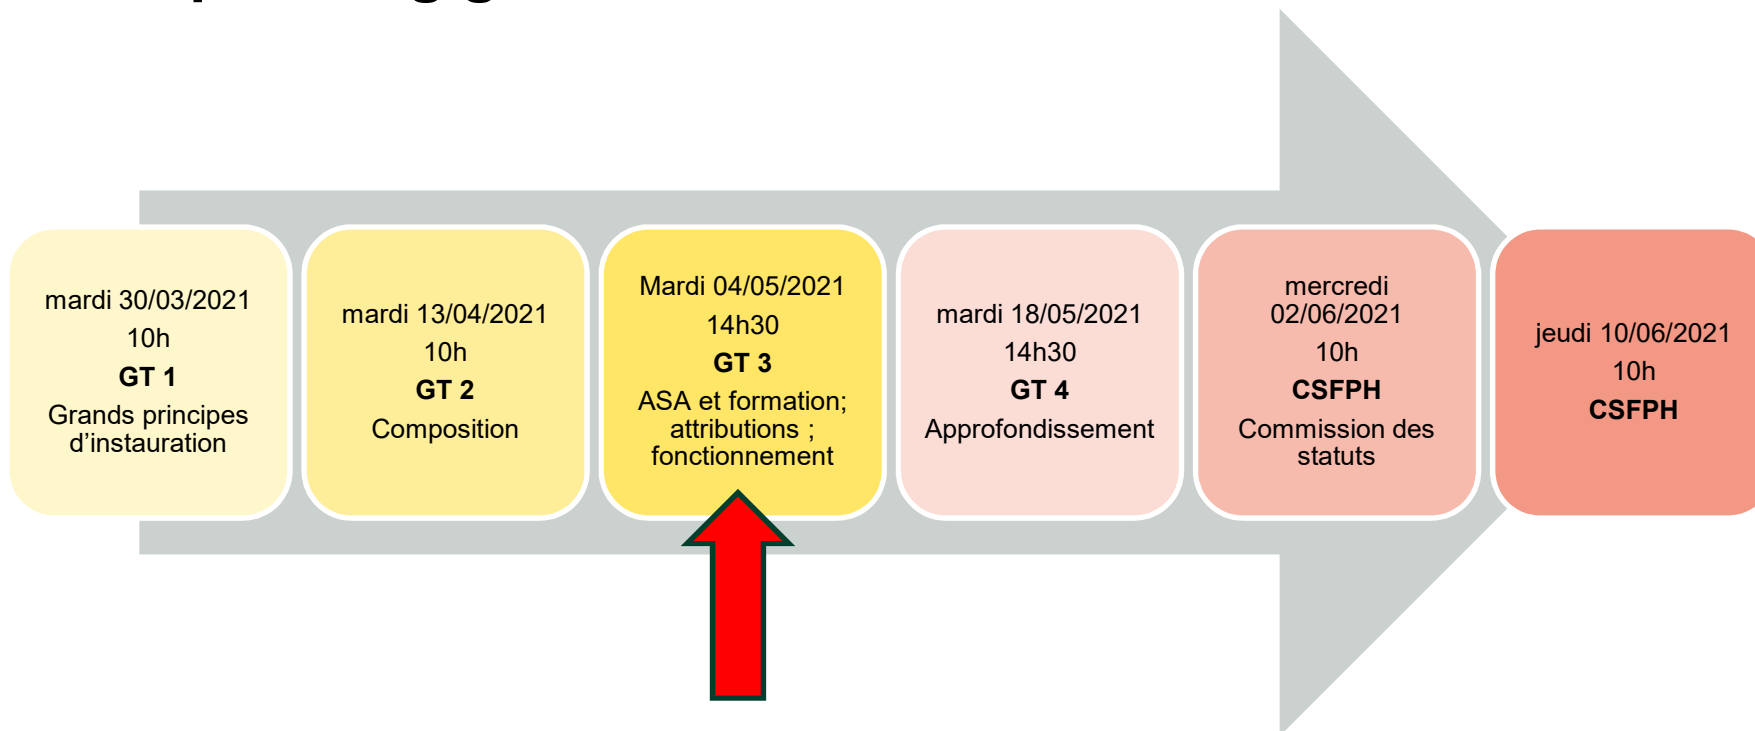 mardi 30/03/2021
10h
GT 1
Grands principes
d’instauration
mardi 13/04/2021
10h
GT 2
Composition
Mardi 04/05/2021
14h30
GT 3
ASA et formation;
attributions ;
fonctionnement
mardi 18/05/2021
14h30
GT 4
Approfondissement
mercredi
02/06/2021
10h
CSFPH
Commission des
statuts
jeudi 10/06/2021
10h
CSFPH